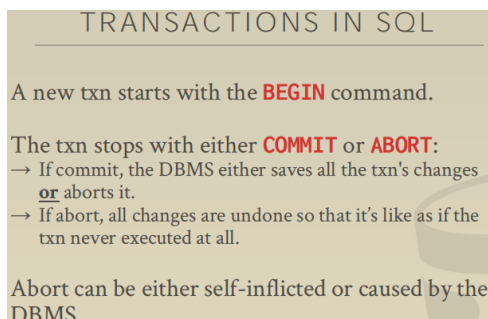 TRANSACTIONS IN SQL
A new txn starts with the BEGIN command.
The txn stops with either COMMIT or ABORT:
→ If commit, the DBMS either saves all the txn's changes
or aborts it.
→ If abort, all changes are undone so that it’s like as if the
txn never executed at all.
Abort can be either self-inflicted or caused by the
DBMS